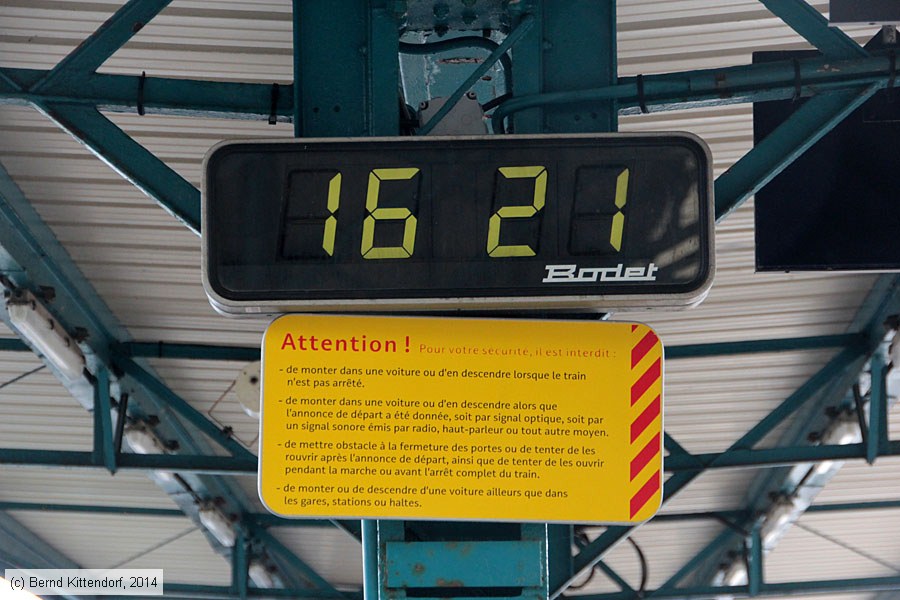 16 21
Bodet
Attention ! Pour votre sécurité, il est interdit :
- de monter dans une voiture ou d'en descendre lorsque le train
n'est pas arrêté.
- de monter dans une voiture ou d'en descendre alors que
l'annonce de départ a été donnée, soit par signal optique, soit par
un signal sonore émis par radio, haut-parleur ou tout autre moyen.
- de mettre obstacle à la fermeture des portes ou de tenter de les
rouvrir après l'annonce de départ, ainsi que de tenter de les ouvrir
pendant la marche ou avant l'arrêt complet du train.
- de monter ou de descendre d'une voiture ailleurs que dans
les gares, stations ou haltes.
(c) Bernd Kittendorf, 2014